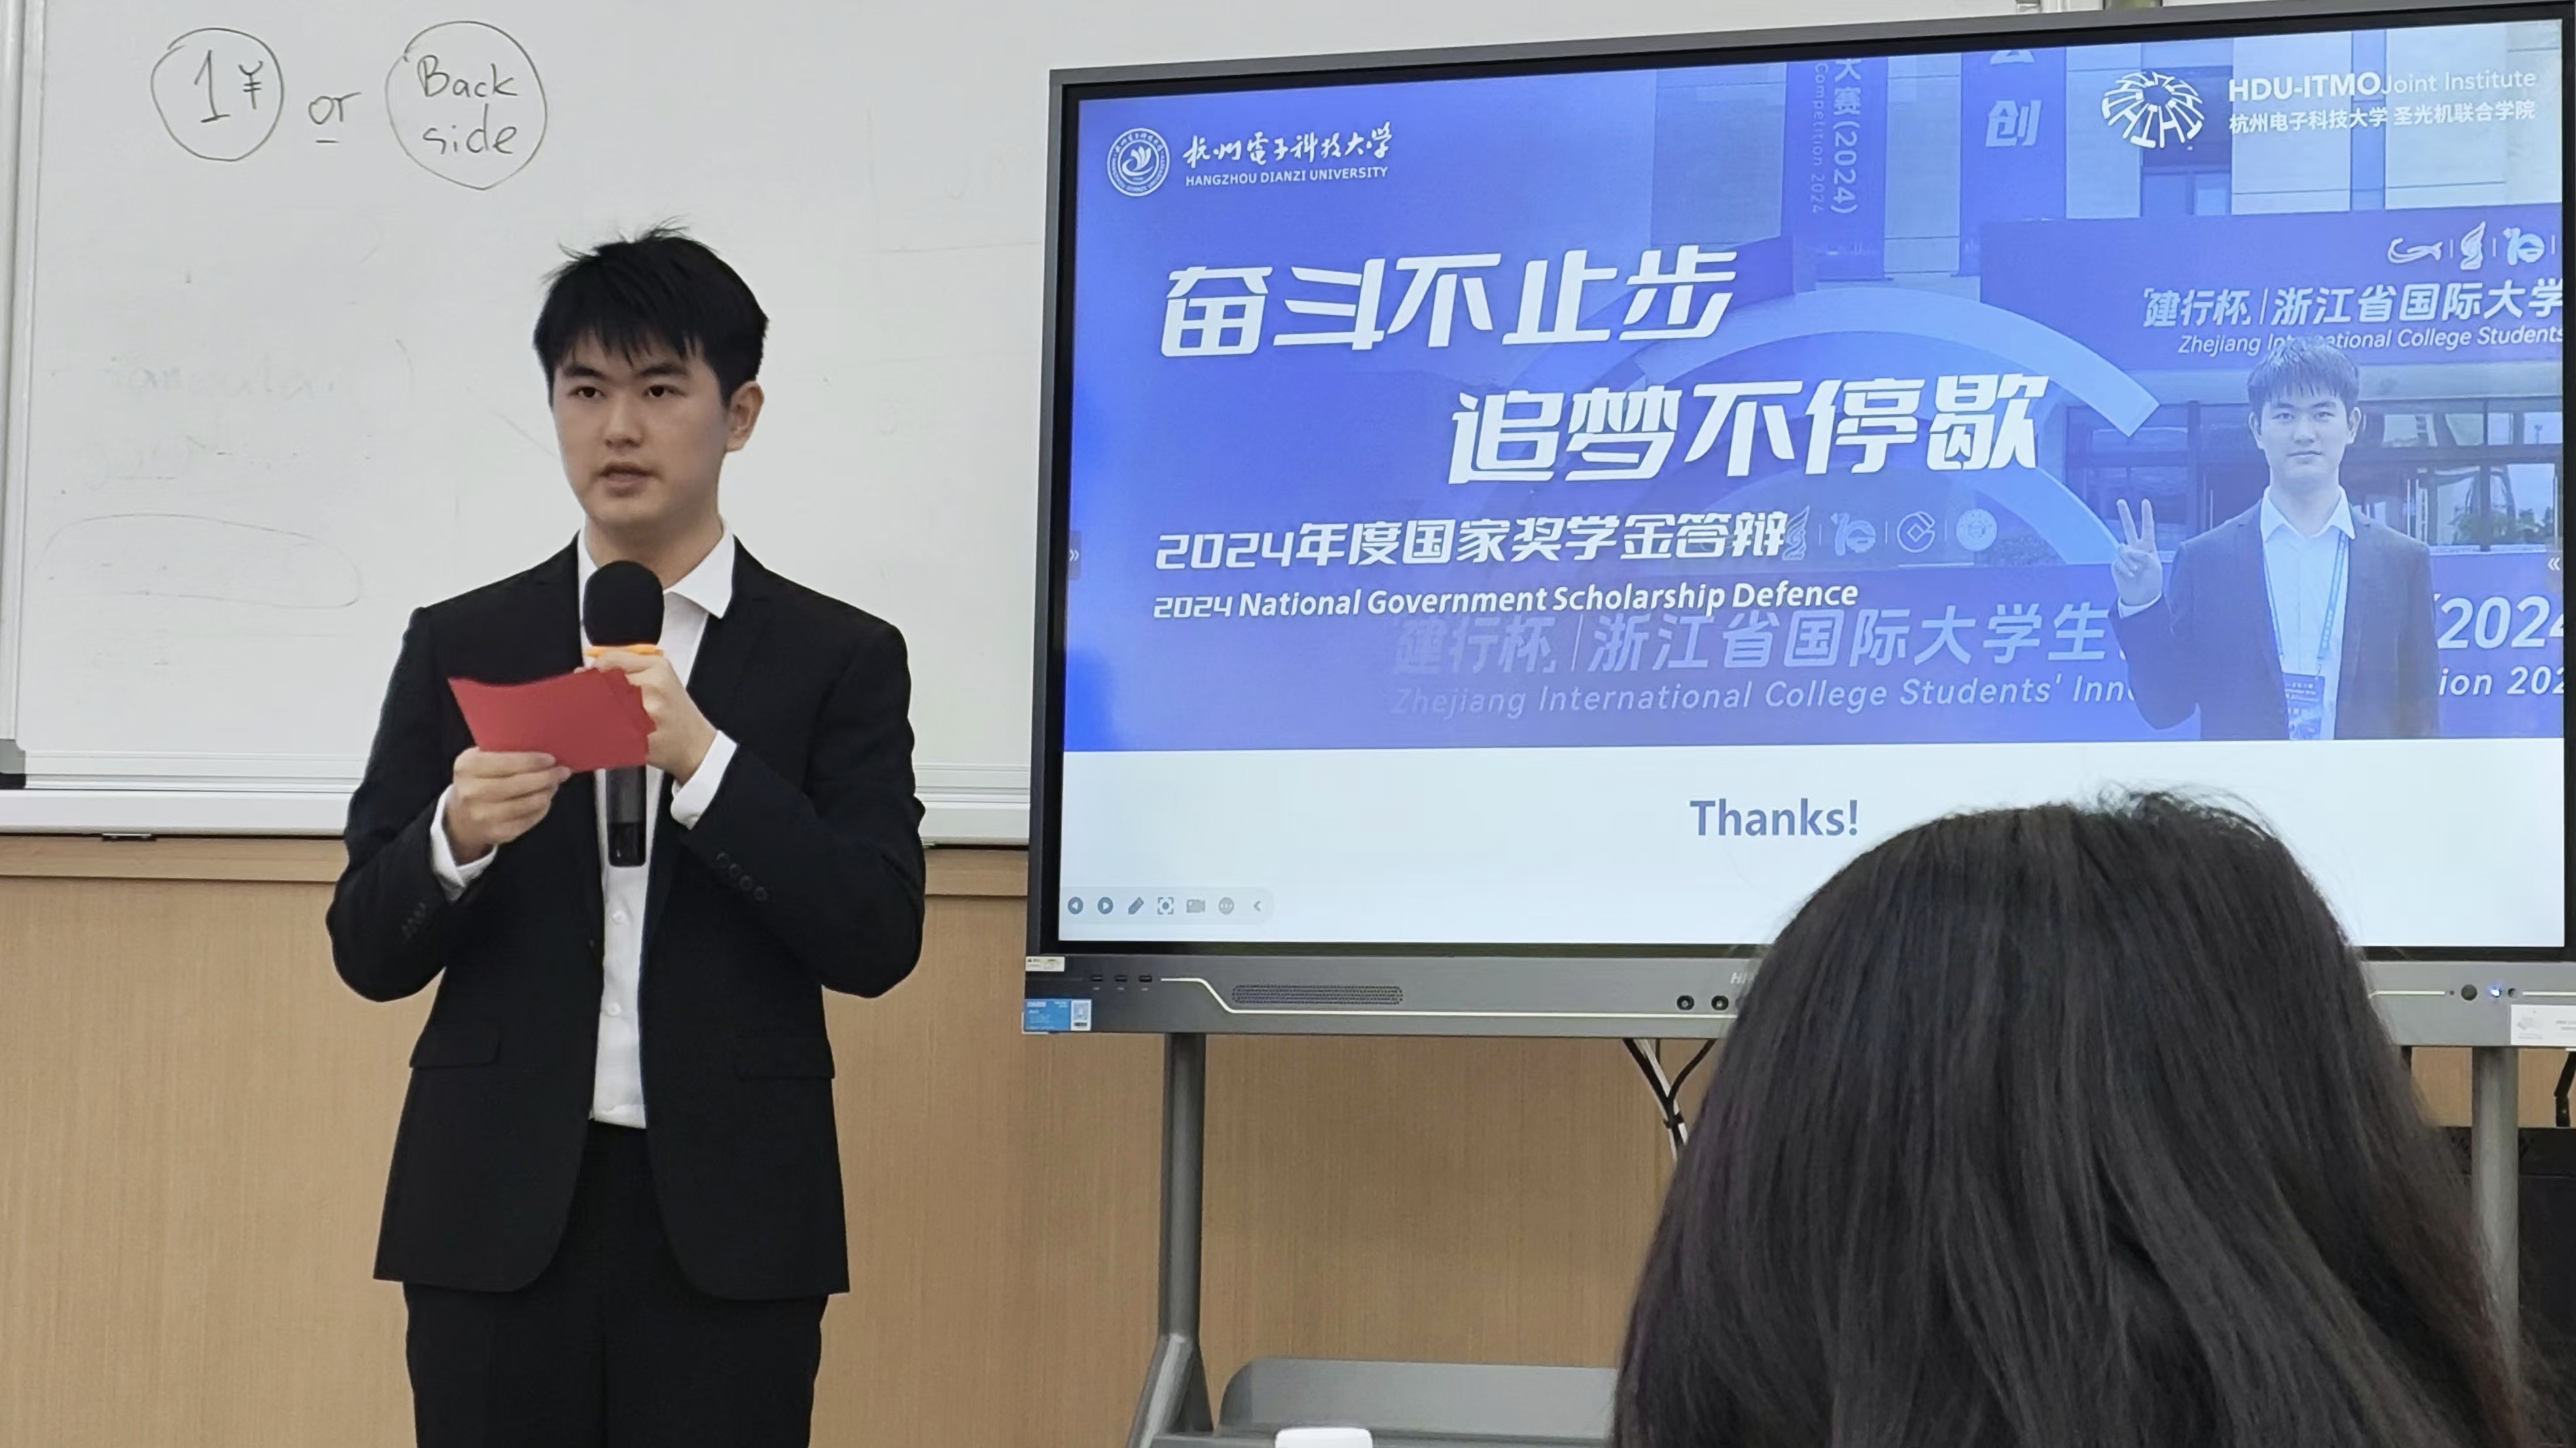 1¥ or Back side
杭州電子科技大学
HANGZHOU DIANZI UNIVERSITY
大赛(2024)
Competition 2024
创
HDU-ITMO Joint Institute
杭州电子科技大学 圣光机联合学院
奋斗不止步
追梦不停歇
「建行杯」|浙江省国际大学
Zhejiang International College Students
2024年度国家奖学金答辩
2024 National Government Scholarship Defence
「建行杯」|浙江省国际大学生
(2024
Zhejiang International College Students' Inn
ion 202
Thanks!